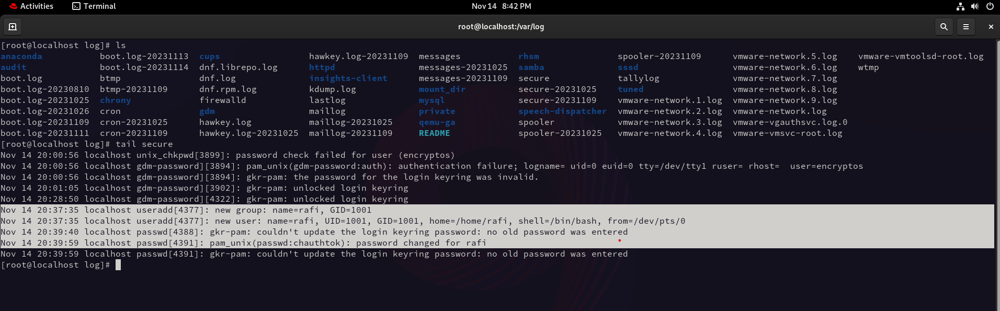 Activities Terminal Nov 14 8:42 PM
root@localhost:/var/log
[root@localhost log]# ls
anaconda boot.log-20231113 cups hawkey.log-20231109 messages rhsm spooler-20231109 vmware-network.5.log vmware-vmtoolsd-root.log
audit boot.log-20231114 dnf.librepo.log httpd messages-20231025 samba sssd vmware-network.6.log wtmp
boot.log btmp dnf.log insights-client messages-20231109 secure tallylog vmware-network.7.log
boot.log-20230810 btmp-20231109 dnf.rpm.log kdump.log mount_dir secure-20231025 tuned vmware-network.8.log
boot.log-20231025 chrony firewalld lastlog mysql secure-20231109 vmware-network.1.log vmware-network.9.log
boot.log-20231026 cron gdm maillog private speech-dispatcher vmware-network.2.log vmware-network.log
boot.log-20231109 cron-20231025 hawkey.log maillog-20231025 qemu-ga spooler vmware-network.3.log vmware-vgauthsvc.log.0
boot.log-20231111 cron-20231109 hawkey.log-20231025 maillog-20231109 README spooler-20231025 vmware-network.4.log vmware-vmsvc-root.log
[root@localhost log]# tail secure
Nov 14 20:00:56 localhost unix_chkpwd[3899]: password check failed for user (encryptos)
Nov 14 20:00:56 localhost gdm-password][3894]: pam_unix(gdm-password:auth): authentication failure; logname= uid=0 euid=0 tty=/dev/tty1 ruser= rhost=  user=encryptos
Nov 14 20:00:56 localhost gdm-password][3894]: gkr-pam: the password for the login keyring was invalid.
Nov 14 20:01:05 localhost gdm-password][3902]: gkr-pam: unlocked login keyring
Nov 14 20:28:50 localhost gdm-password][4322]: gkr-pam: unlocked login keyring
Nov 14 20:37:35 localhost useradd[4377]: new group: name=rafi, GID=1001
Nov 14 20:37:35 localhost useradd[4377]: new user: name=rafi, UID=1001, GID=1001, home=/home/rafi, shell=/bin/bash, from=/dev/pts/0
Nov 14 20:39:40 localhost passwd[4388]: gkr-pam: couldn't update the login keyring password: no old password was entered
Nov 14 20:39:59 localhost passwd[4391]: pam_unix(passwd:chauthtok): password changed for rafi
Nov 14 20:39:59 localhost passwd[4391]: gkr-pam: couldn't update the login keyring password: no old password was entered
[root@localhost log]#